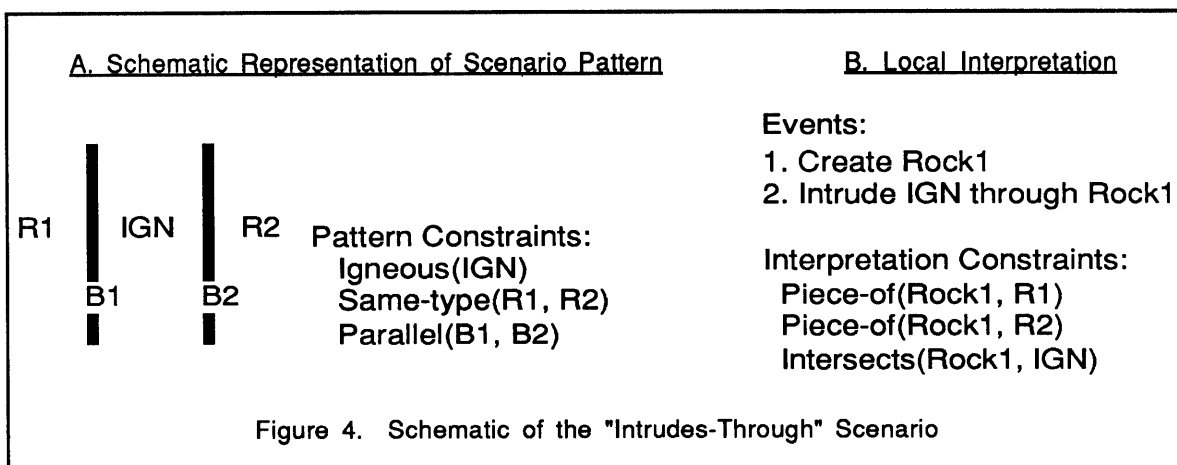 A. Schematic Representation of Scenario Pattern
R1
IGN
R2
B1
B2
Pattern Constraints:
Igneous(IGN)
Same-type(R1, R2)
Parallel(B1, B2)
B. Local Interpretation
Events:
1. Create Rock1
2. Intrude IGN through Rock1
Interpretation Constraints:
Piece-of(Rock1, R1)
Piece-of(Rock1, R2)
Intersects(Rock1, IGN)
Figure 4. Schematic of the "Intrudes-Through" Scenario